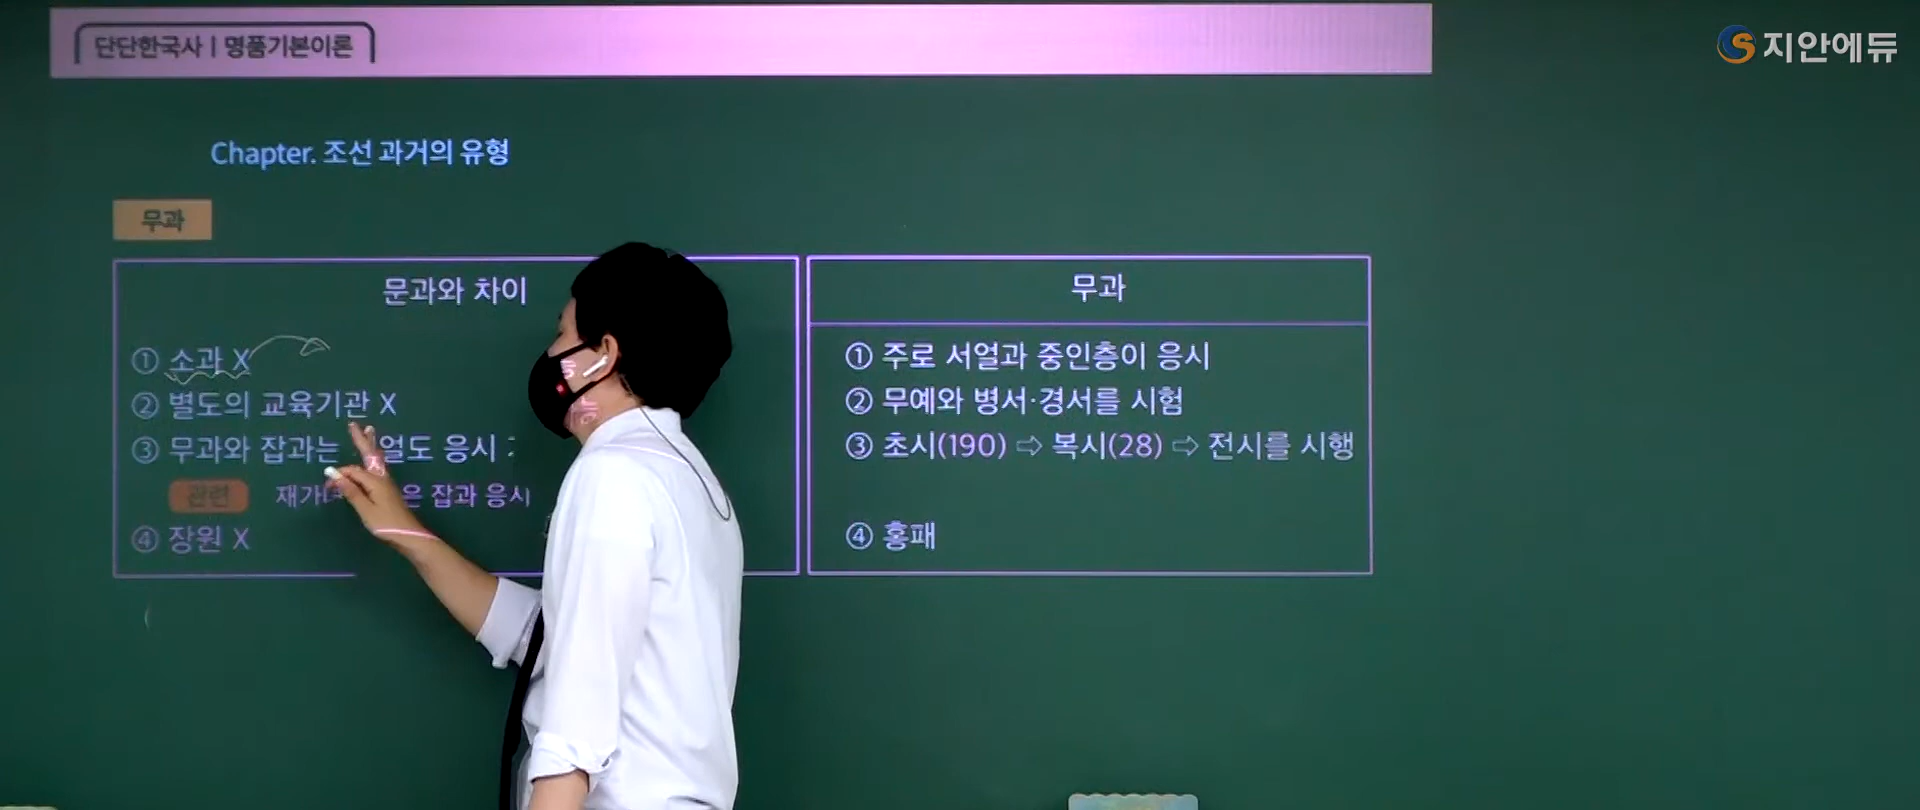 단단한국사 | 명품기본이론
지안에듀
Chapter. 조선 과거의 유형
무과
문과와 차이
① 소과 X
② 별도의 교육기관 X
③ 무과와 잡과는 얼도 응시
관련 재가 은 잡과 응시
④ 장원 X
무과
① 주로 서얼과 중인층이 응시
② 무예와 병서·경서를 시험
③ 초시(190) ⇨ 복시(28) ⇨ 전시를 시행
④ 홍패